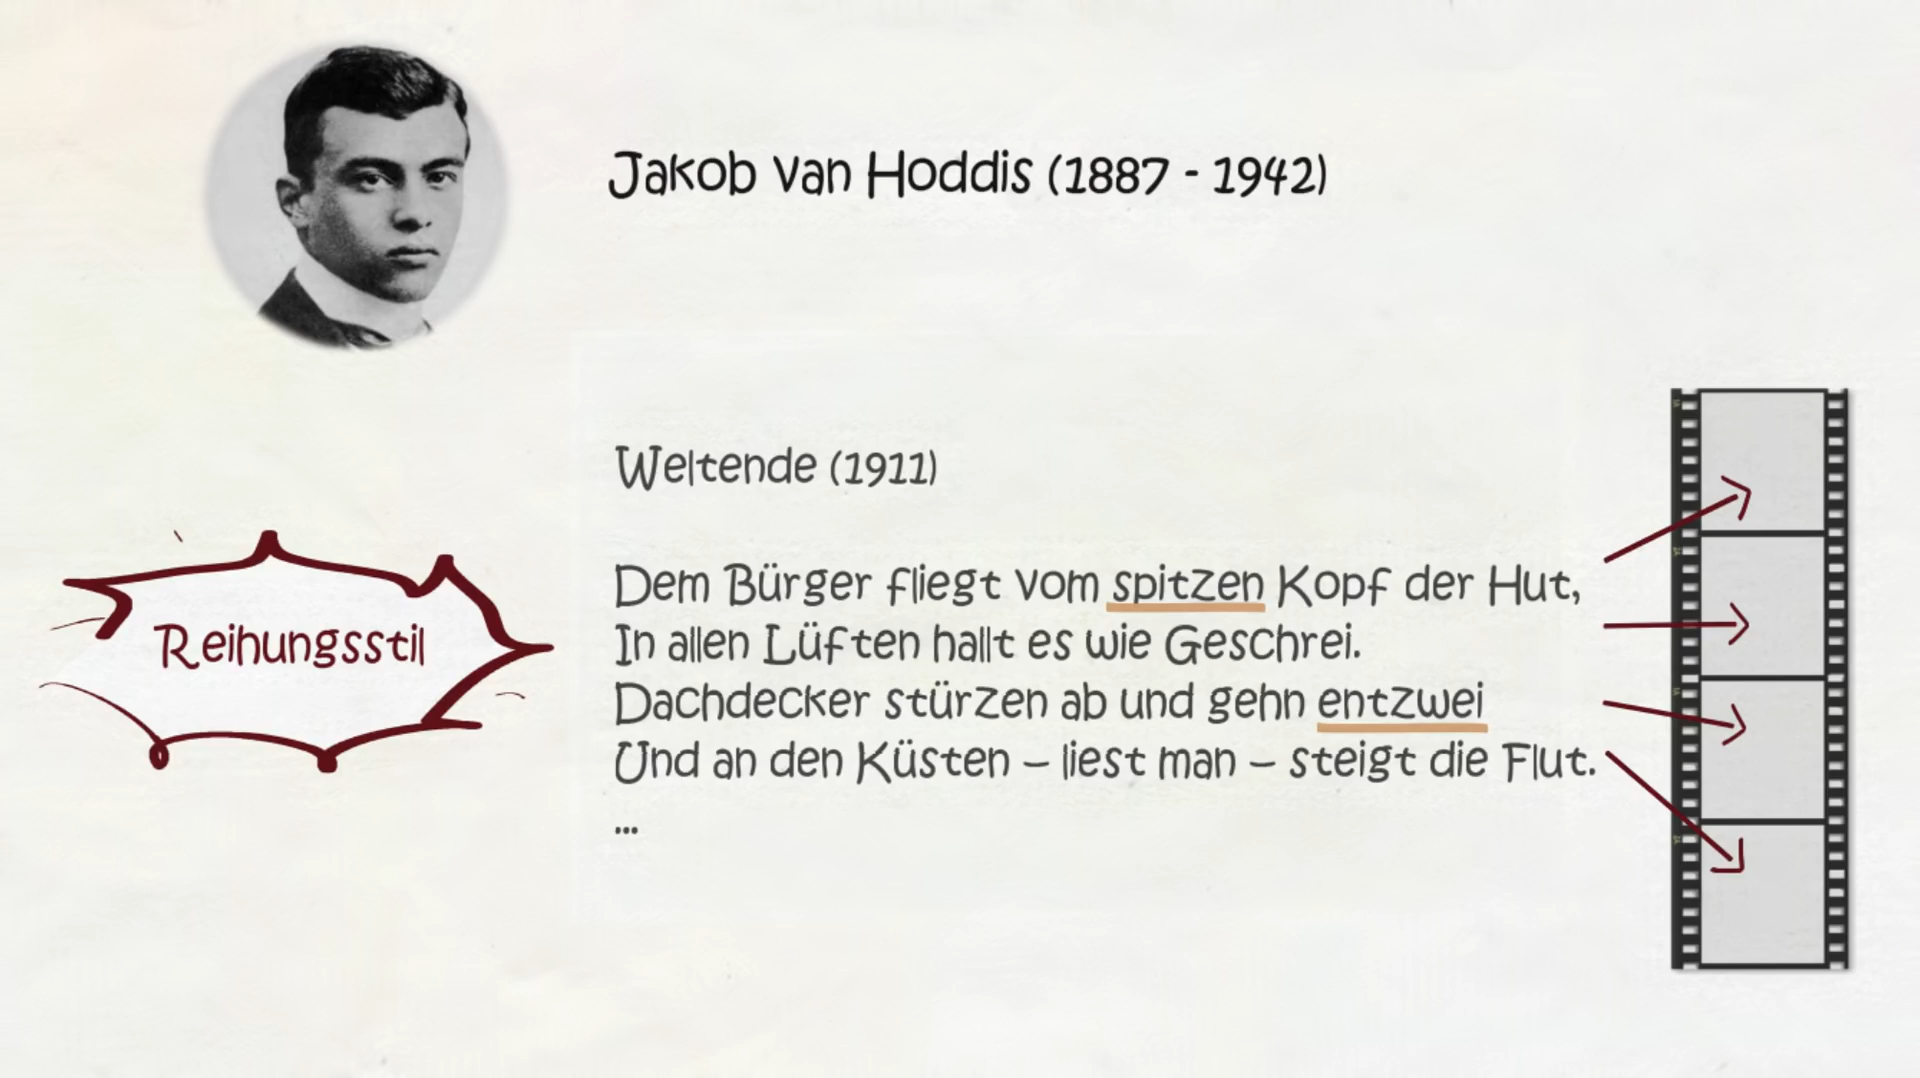 Jakob van Hoddis (1887 - 1942)
Weltende (1911)
Reihungsstil
Dem Bürger fliegt vom spitzen Kopf der Hut,
In allen Lüften hallt es wie Geschrei.
Dachdecker stürzen ab und gehn entzwei
Und an den Küsten – liest man – steigt die Flut.
...